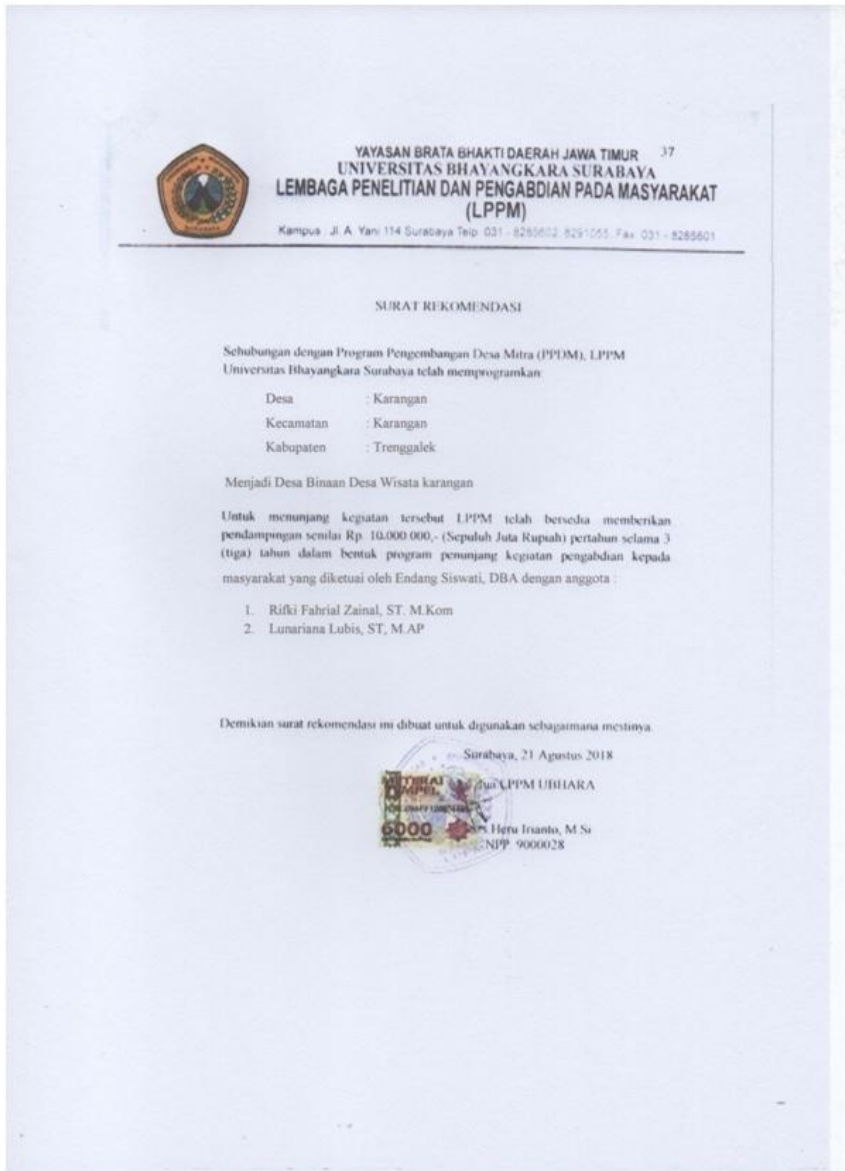 YAYASAN BRATA BHAKTI DAERAH JAWA TIMUR 37
UNIVERSITAS BHAYANGKARA SURABAYA
LEMBAGA PENELITIAN DAN PENGABDIAN PADA MASYARAKAT
(LPPM)
Kampus : Jl. A. Yani 114 Surabaya Telp. 031 - 8285602, 8291055, Fax. 031 - 8285601
SURAT REKOMENDASI
Sehubungan dengan Program Pengembangan Desa Mitra (PPDM), LPPM
Universitas Bhayangkara Surabaya telah memprogramkan
Desa : Karangan
Kecamatan : Karangan
Kabupaten : Trenggalek
Menjadi Desa Binaan Desa Wisata karangan
Untuk menunjang kegiatan tersebut LPPM telah bersedia memberikan
pendampingan senilai Rp. 10.000.000,- (Sepuluh Juta Rupiah) pertahun selama 3
(tiga) tahun dalam bentuk program penunjang kegiatan pengabdian kepada
masyarakat yang diketuai oleh Endang Siswati, DBA dengan anggota :
1. Rifki Fahrial Zainal, ST. M.Kom
2. Lunariana Lubis, ST, M.AP
Demikian surat rekomendasi ini dibuat untuk digunakan sebagaimana mestinya.
Surabaya, 21 Agustus 2018
LPPM UBHARA
METERAI
TEMPEL
6000
Heru Irianto, M.Si
NPP 9000028